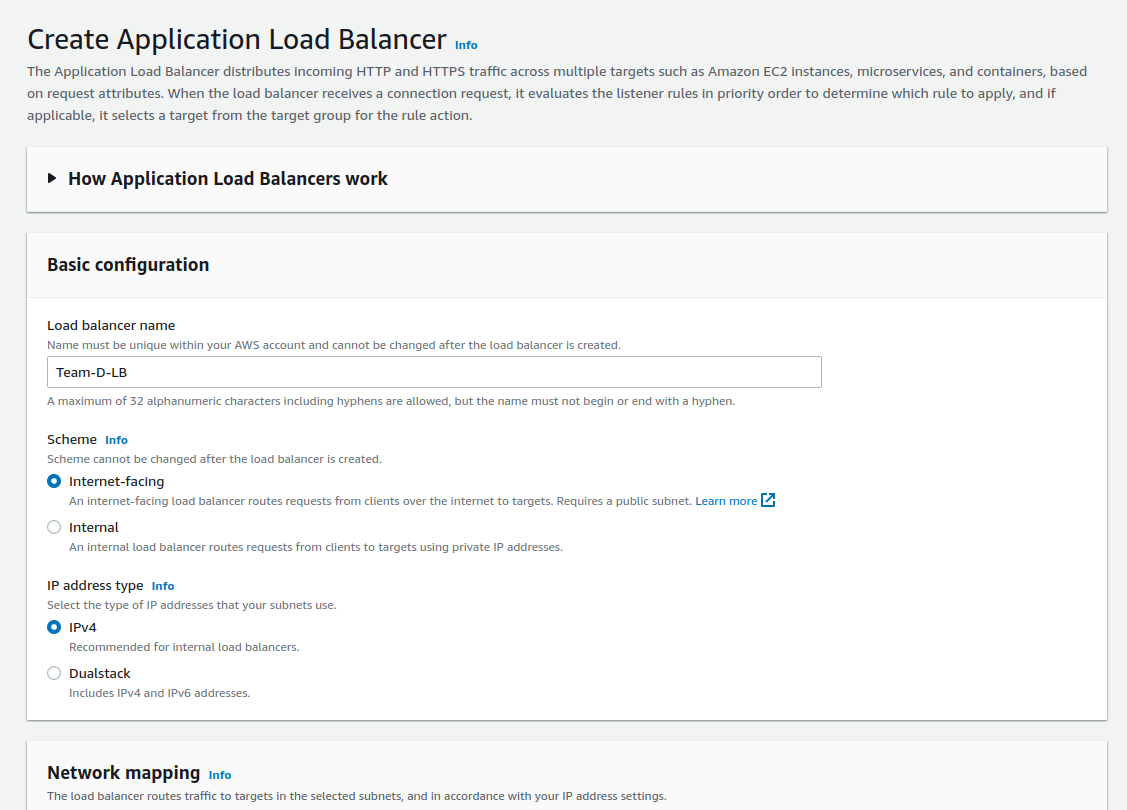 Create Application Load Balancer Info
The Application Load Balancer distributes incoming HTTP and HTTPS traffic across multiple targets such as Amazon EC2 instances, microservices, and containers, based
on request attributes. When the load balancer receives a connection request, it evaluates the listener rules in priority order to determine which rule to apply, and if
applicable, it selects a target from the target group for the rule action.
How Application Load Balancers work
Basic configuration
Load balancer name
Name must be unique within your AWS account and cannot be changed after the load balancer is created.
Team-D-LB
A maximum of 32 alphanumeric characters including hyphens are allowed, but the name must not begin or end with a hyphen.
Scheme Info
Scheme cannot be changed after the load balancer is created.
Internet-facing
An internet-facing load balancer routes requests from clients over the internet to targets. Requires a public subnet. Learn more
Internal
An internal load balancer routes requests from clients to targets using private IP addresses.
IP address type Info
Select the type of IP addresses that your subnets use.
IPv4
Recommended for internal load balancers.
Dualstack
Includes IPv4 and IPv6 addresses.
Network mapping Info
The load balancer routes traffic to targets in the selected subnets, and in accordance with your IP address settings.